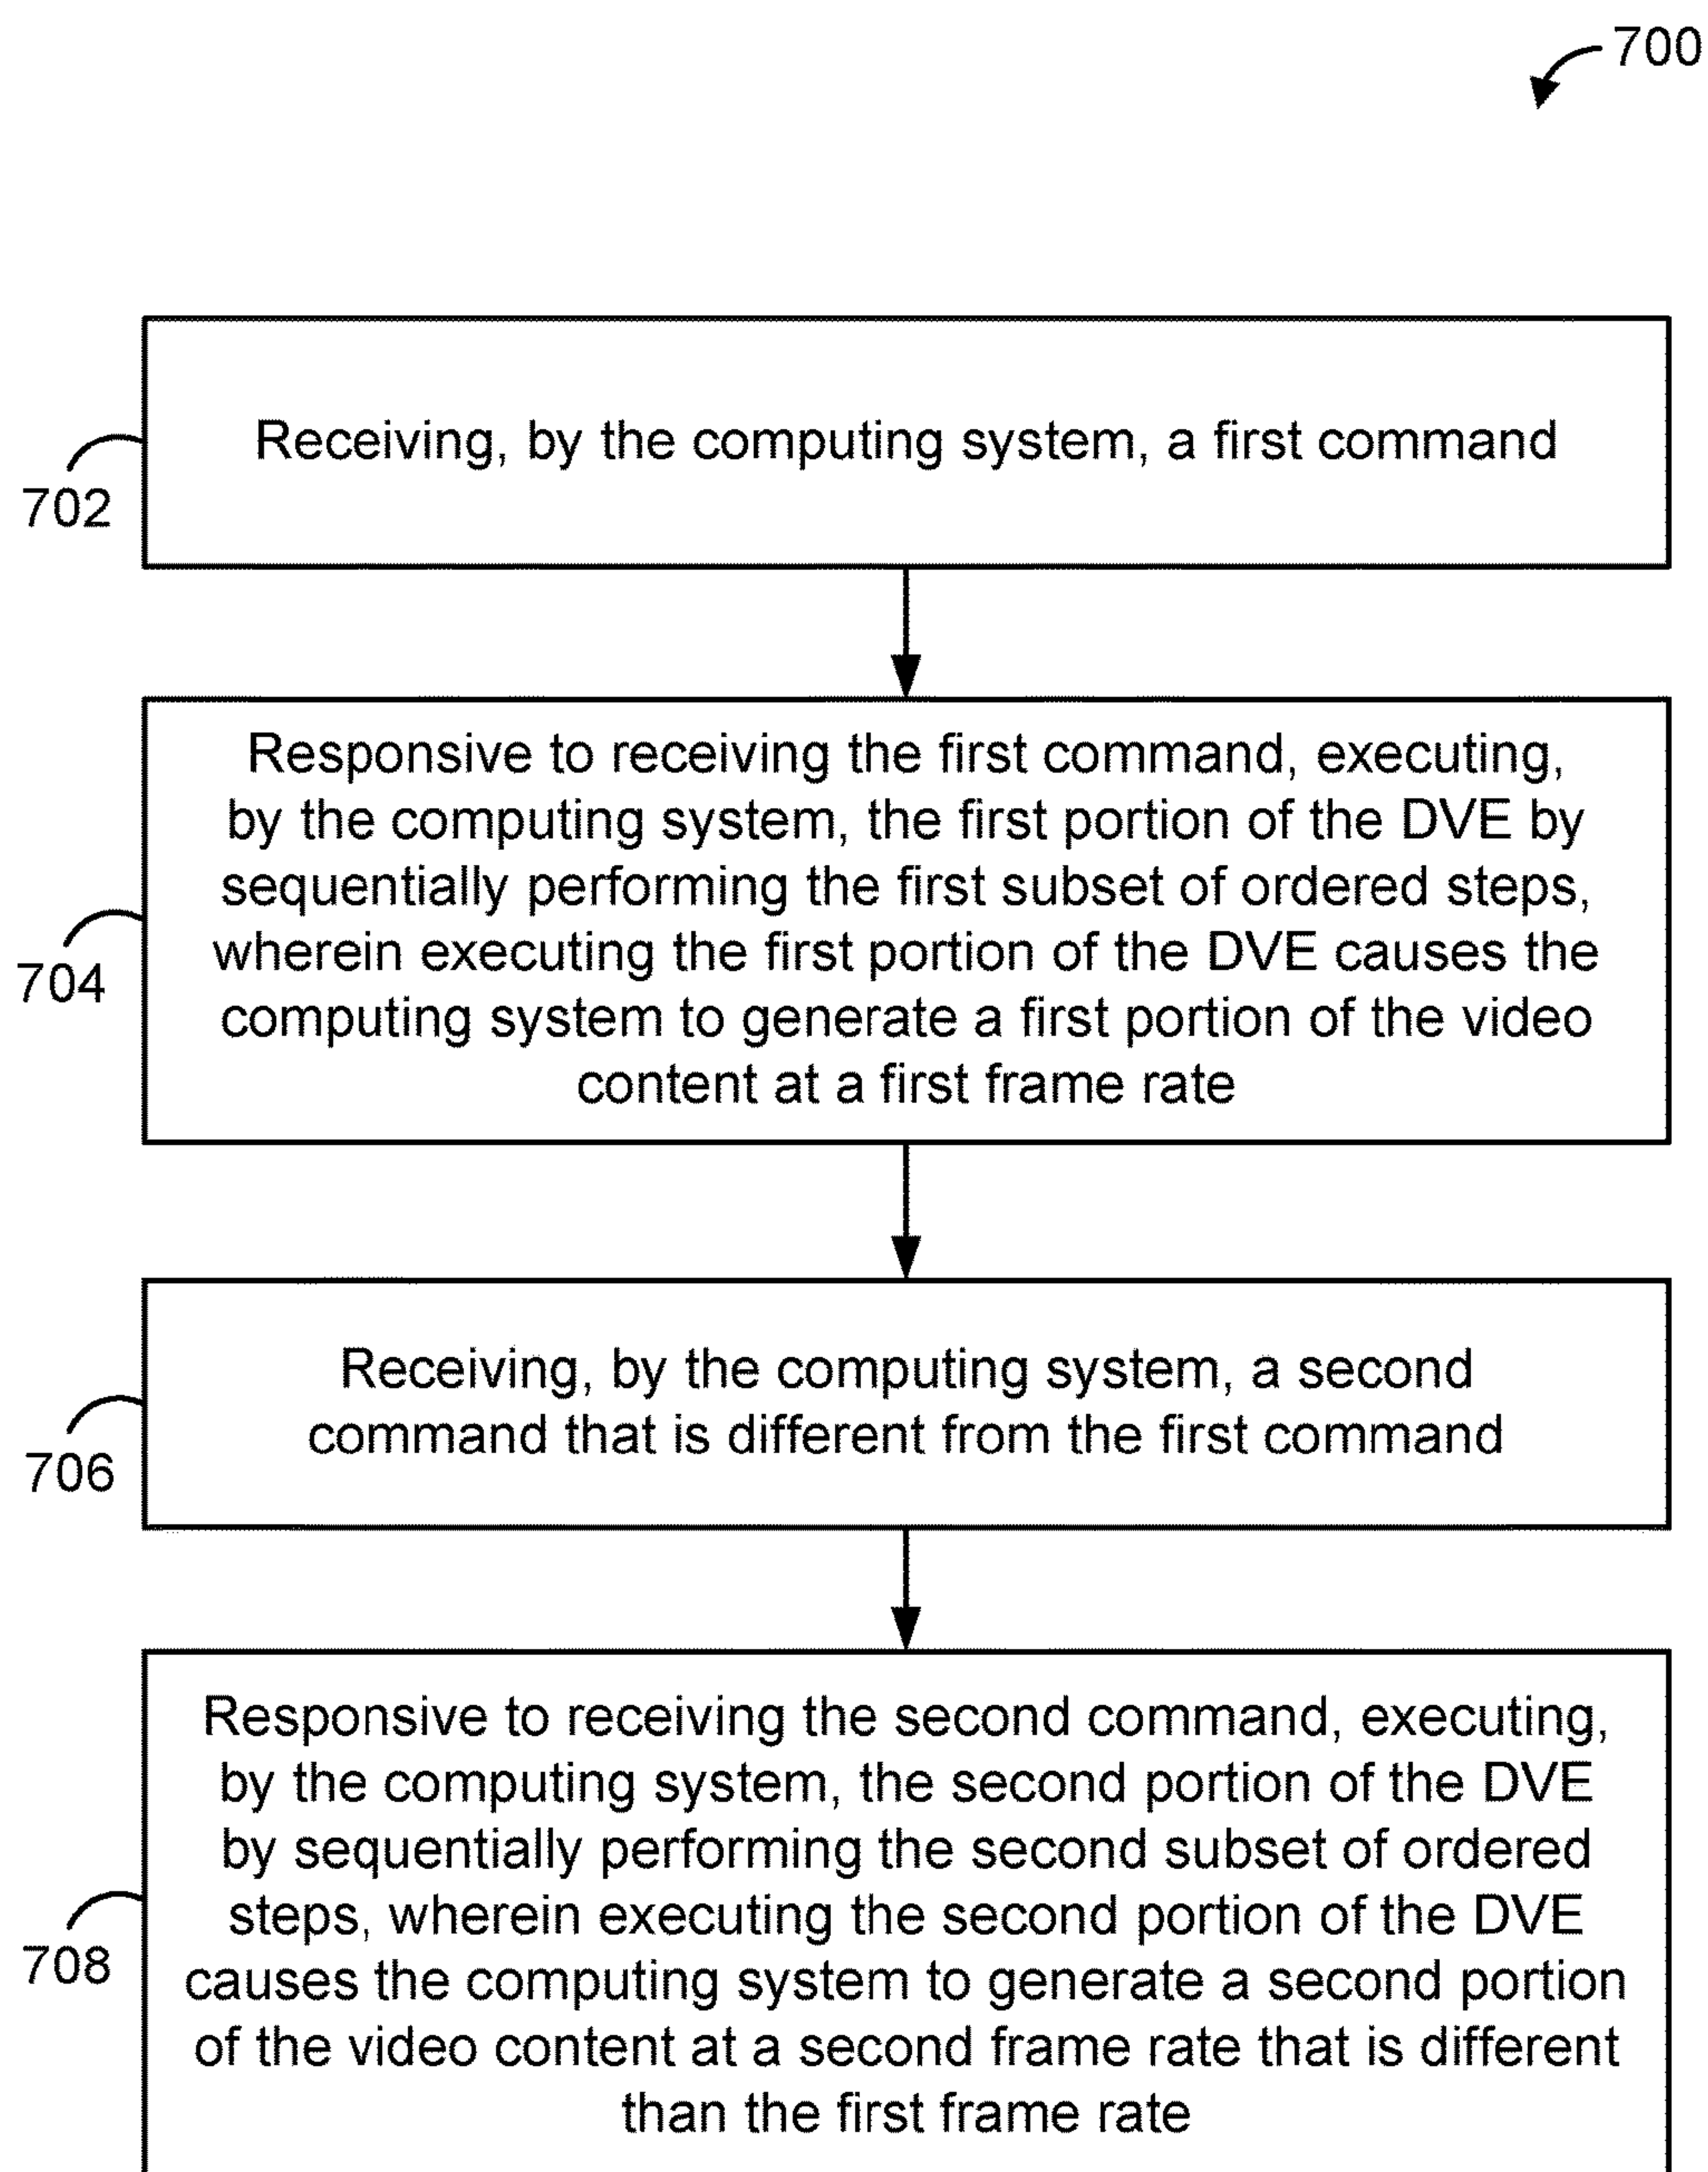 700
Receiving, by the computing system, a first command
702
Responsive to receiving the first command, executing,
by the computing system, the first portion of the DVE by
sequentially performing the first subset of ordered steps,
wherein executing the first portion of the DVE causes the
computing system to generate a first portion of the video
content at a first frame rate
704
Receiving, by the computing system, a second
command that is different from the first command
706
Responsive to receiving the second command, executing,
by the computing system, the second portion of the DVE
by sequentially performing the second subset of ordered
steps, wherein executing the second portion of the DVE
causes the computing system to generate a second portion
of the video content at a second frame rate that is different
than the first frame rate
708